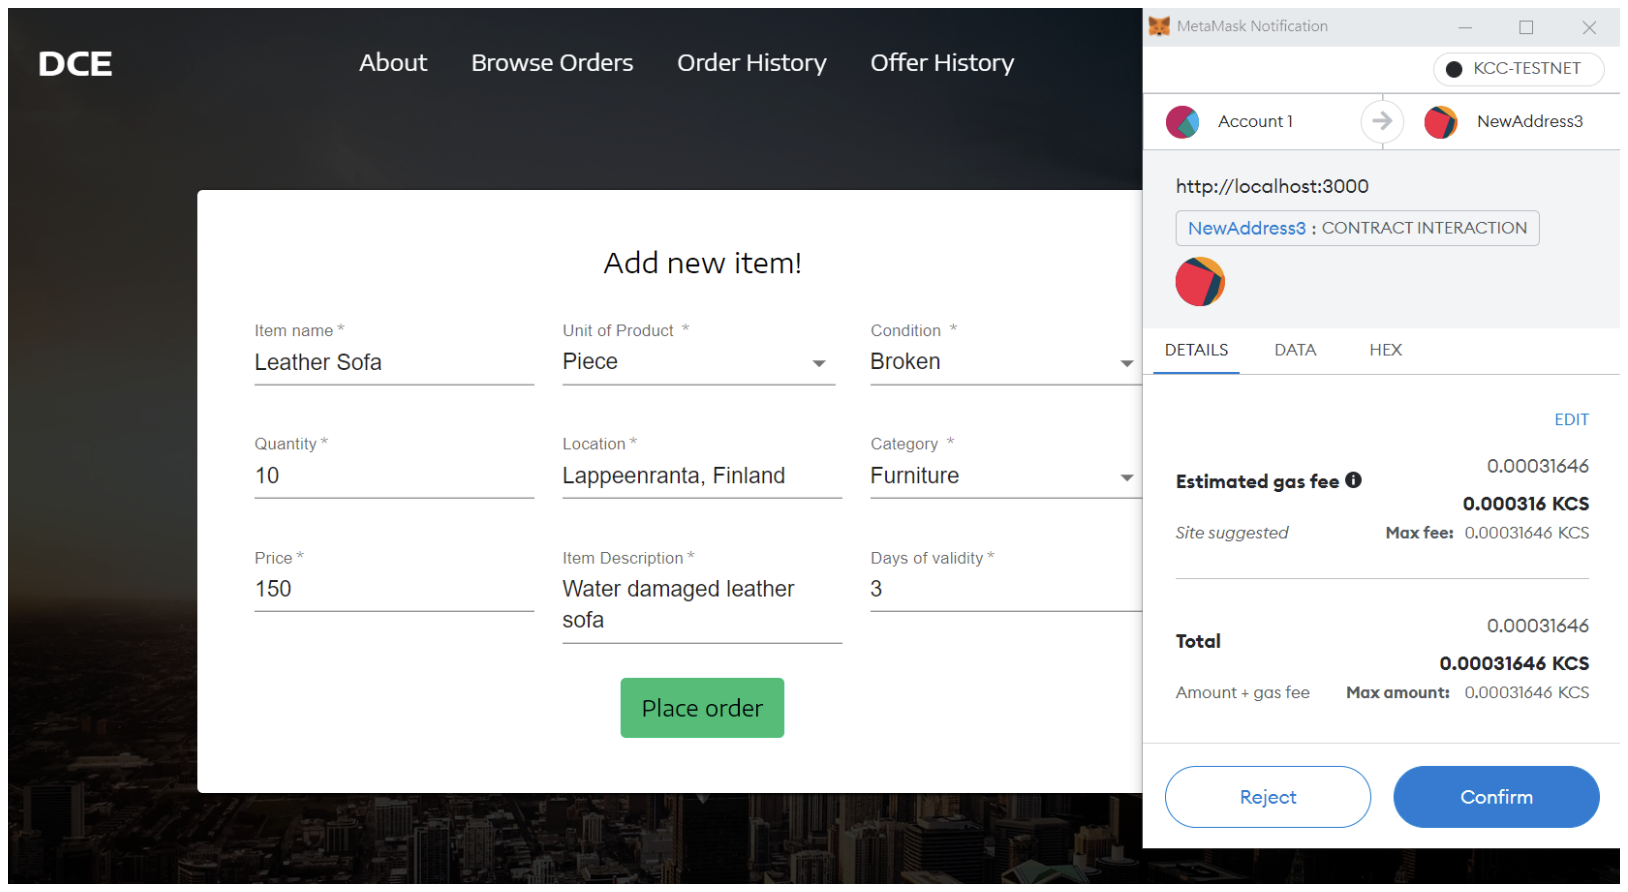 DCE
About
Browse Orders
Order History
Offer History
Add new item!
Item name *
Unit of Product *
Condition *
Leather Sofa
Piece
Broken
Quantity *
Location *
Category *
10
Lappeenranta, Finland
Furniture
Price *
Item Description *
Days of validity *
150
Water damaged leather
sofa
3
Place order
MetaMask Notification
KCC-TESTNET
Account 1
NewAddress3
http://localhost:3000
NewAddress3 : CONTRACT INTERACTION
DETAILS
DATA
HEX
EDIT
0.00031646
Estimated gas fee
0.000316 KCS
Site suggested
Max fee: 0.00031646 KCS
0.00031646
Total
0.00031646 KCS
Amount + gas fee
Max amount: 0.00031646 KCS
Reject
Confirm